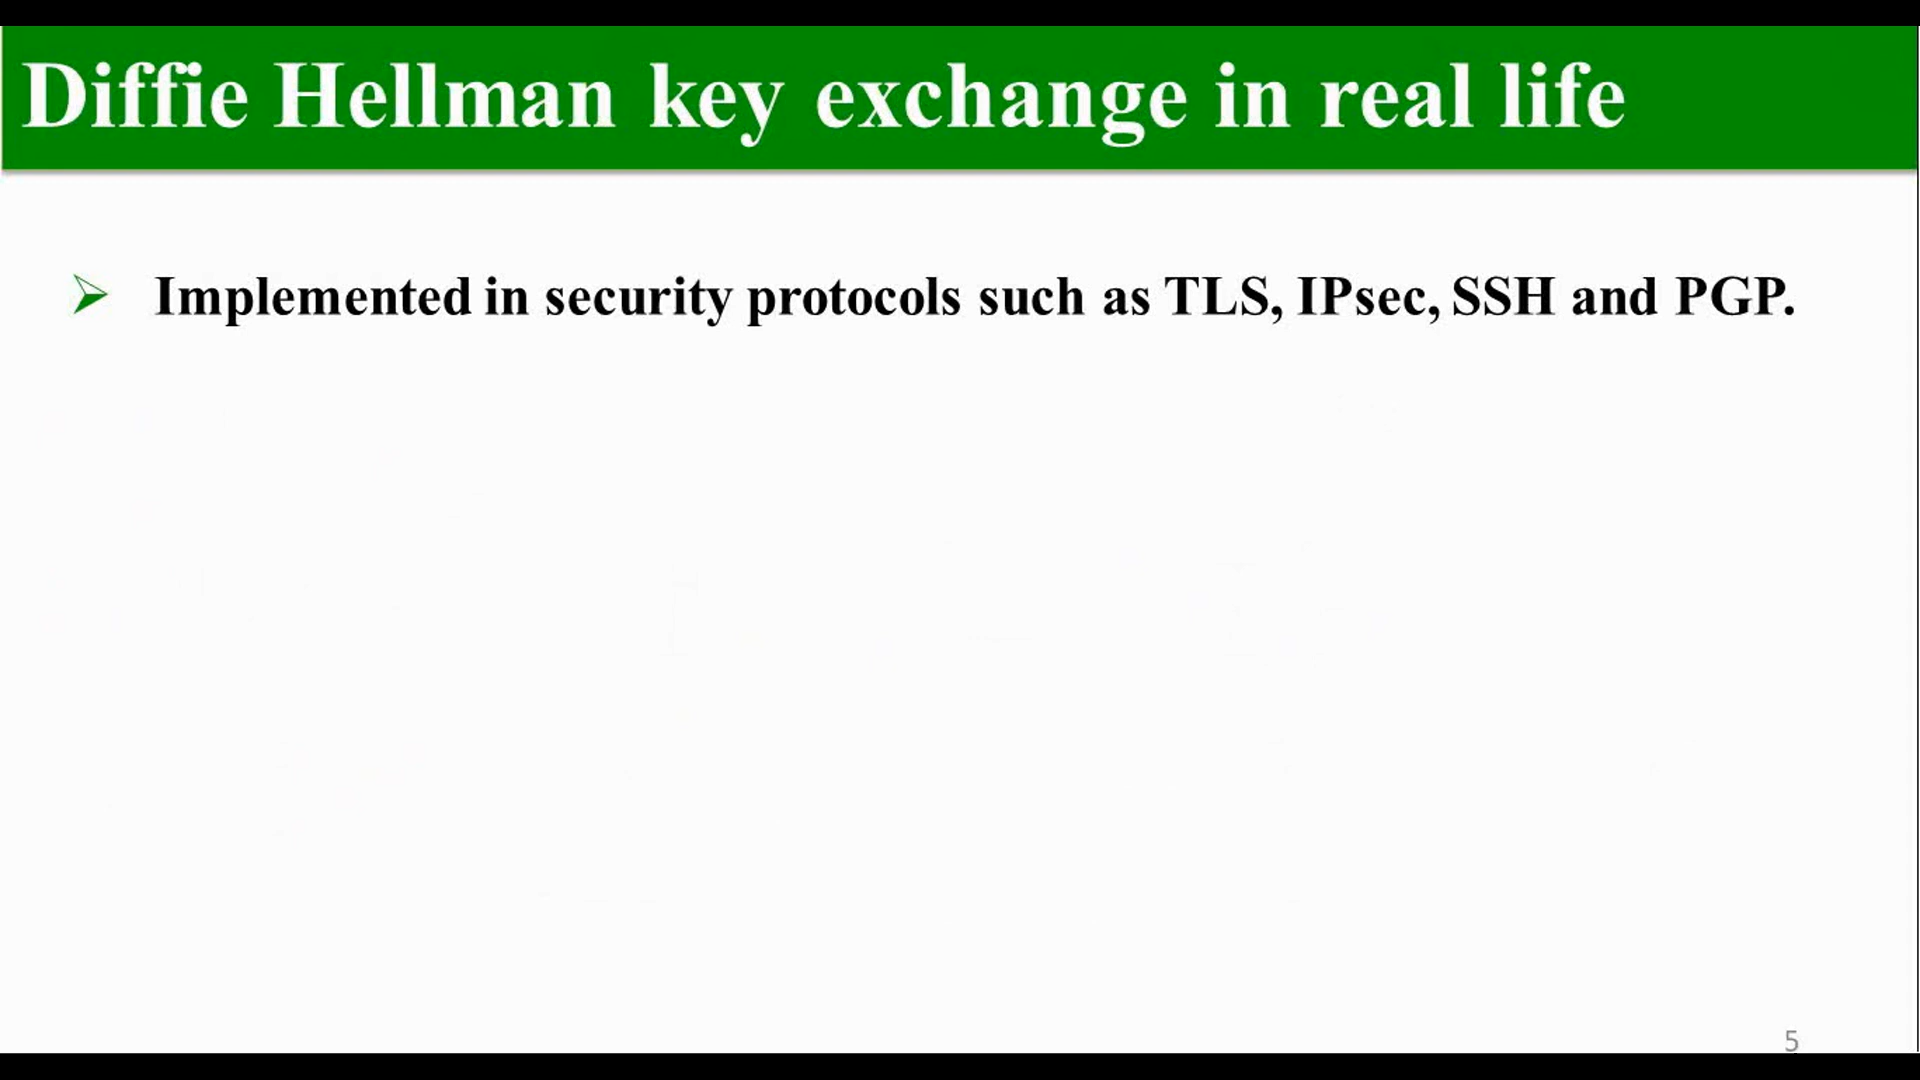 Diffie Hellman key exchange in real life
➢ Implemented in security protocols such as TLS, IPsec, SSH and PGP.
5